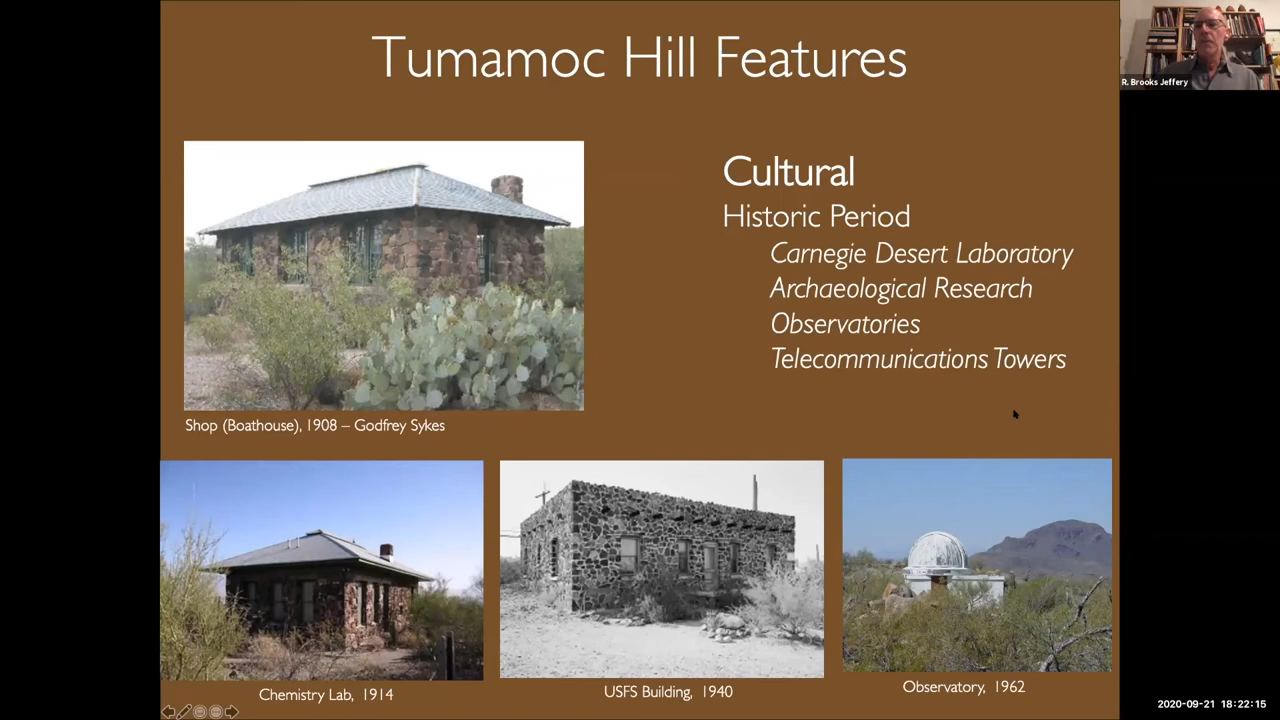 Tumamoc Hill Features
R. Brooks Jeffery
Cultural
Historic Period
Carnegie Desert Laboratory
Archaeological Research
Observatories
Telecommunications Towers
Shop (Boathouse), 1908 – Godfrey Sykes
Chemistry Lab, 1914
USFS Building, 1940
Observatory, 1962
2020-09-21 18:22:15